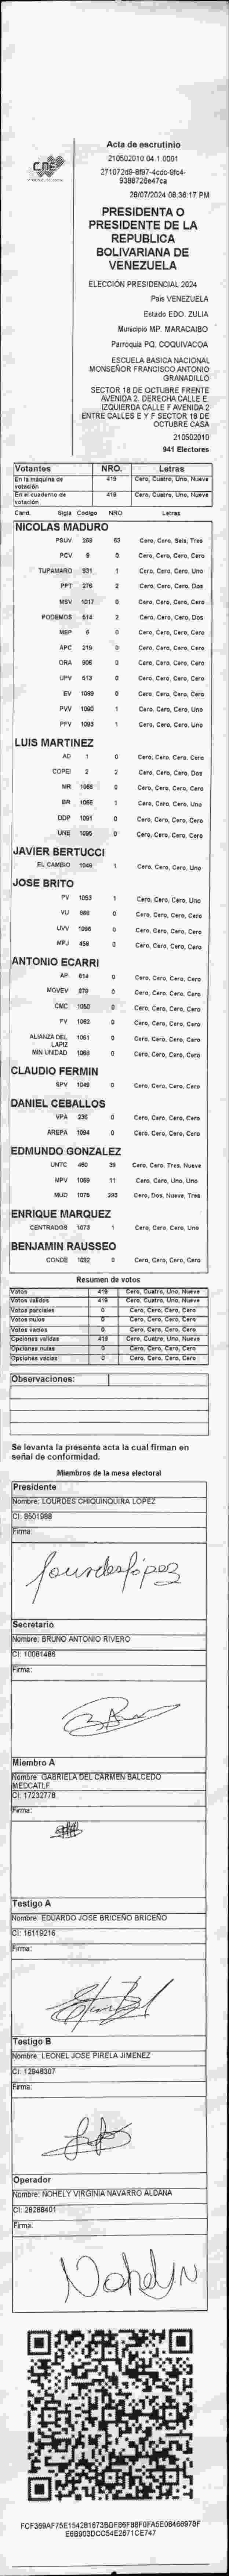 CNE
Acta de escrutinio
210502010.04.1.0001
271072d9-8f97-4cdc-9fc4-
9388726e47ca
28/07/2024 08:36:17 PM
PRESIDENTA O
PRESIDENTE DE LA
REPUBLICA
BOLIVARIANA DE
VENEZUELA
ELECCIÓN PRESIDENCIAL 2024
País VENEZUELA
Estado EDO. ZULIA
Municipio MP. MARACAIBO
Parroquia PQ. COQUIVACOA
ESCUELA BASICA NACIONAL
MONSEÑOR FRANCISCO ANTONIO
GRANADILLO
SECTOR 18 DE OCTUBRE FRENTE
AVENIDA 2. DERECHA CALLE E.
IZQUIERDA CALLE F AVENIDA 2
ENTRE CALLES E Y F SECTOR 18 DE
OCTUBRE CASA
210502010
941 Electores
Votantes NRO. Letras
En la máquina de votación 419 Cero, Cuatro, Uno, Nueve
En el cuaderno de votación 419 Cero, Cuatro, Uno, Nueve
Cand. Sigla Código NRO. Letras
NICOLAS MADURO
PSUV 268 63 Cero, Cero, Seis, Tres
PCV 9 0 Cero, Cero, Cero, Cero
TUPAMARO 931 1 Cero, Cero, Cero, Uno
PPT 276 2 Cero, Cero, Cero, Dos
MSV 1017 0 Cero, Cero, Cero, Cero
PODEMOS 514 2 Cero, Cero, Cero, Dos
MEP 6 0 Cero, Cero, Cero, Cero
APC 219 0 Cero, Cero, Cero, Cero
ORA 906 0 Cero, Cero, Cero, Cero
UPV 513 0 Cero, Cero, Cero, Cero
EV 1089 0 Cero, Cero, Cero, Cero
PVV 1090 1 Cero, Cero, Cero, Uno
PFV 1093 1 Cero, Cero, Cero, Uno
LUIS MARTINEZ
AD 1 0 Cero, Cero, Cero, Cero
COPEI 2 2 Cero, Cero, Cero, Dos
MR 1065 0 Cero, Cero, Cero, Cero
BR 1066 1 Cero, Cero, Cero, Uno
DDP 1091 0 Cero, Cero, Cero, Cero
UNE 1095 0 Cero, Cero, Cero, Cero
JAVIER BERTUCCI
EL CAMBIO 1046 1 Cero, Cero, Cero, Uno
JOSE BRITO
PV 1053 1 Cero, Cero, Cero, Uno
VU 868 0 Cero, Cero, Cero, Cero
UVV 1096 0 Cero, Cero, Cero, Cero
MPJ 458 0 Cero, Cero, Cero, Cero
ANTONIO ECARRI
AP 614 0 Cero, Cero, Cero, Cero
MOVEV 679 0 Cero, Cero, Cero, Cero
CMC 1050 0 Cero, Cero, Cero, Cero
FV 1062 0 Cero, Cero, Cero, Cero
ALIANZA DEL LAPIZ 1051 0 Cero, Cero, Cero, Cero
MIN UNIDAD 1068 0 Cero, Cero, Cero, Cero
CLAUDIO FERMIN
SPV 1049 0 Cero, Cero, Cero, Cero
DANIEL CEBALLOS
VPA 236 0 Cero, Cero, Cero, Cero
AREPA 1094 0 Cero, Cero, Cero, Cero
EDMUNDO GONZALEZ
UNTC 460 39 Cero, Cero, Tres, Nueve
MPV 1069 11 Cero, Cero, Uno, Uno
MUD 1075 293 Cero, Dos, Nueve, Tres
ENRIQUE MARQUEZ
CENTRADOS 1073 1 Cero, Cero, Cero, Uno
BENJAMIN RAUSSEO
CONDE 1092 0 Cero, Cero, Cero, Cero
Resumen de votos
Votos 419 Cero, Cuatro, Uno, Nueve
Votos validos 419 Cero, Cuatro, Uno, Nueve
Votos parciales 0 Cero, Cero, Cero, Cero
Votos nulos 0 Cero, Cero, Cero, Cero
Votos vacios 0 Cero, Cero, Cero, Cero
Opciones validas 419 Cero, Cuatro, Uno, Nueve
Opciones nulas 0 Cero, Cero, Cero, Cero
Opciones vacias 0 Cero, Cero, Cero, Cero
Observaciones:
Se levanta la presente acta la cual firman en
señal de conformidad.
Miembros de la mesa electoral
Presidente
Nombre: LOURDES CHIQUINQUIRA LOPEZ
CI: 8501988
Firma:
lourdes lópez
Secretario
Nombre: BRUNO ANTONIO RIVERO
CI: 10081486
Firma:
Miembro A
Nombre: GABRIELA DEL CARMEN BALCEDO
MEDCATLF
CI: 17232778
Firma:
Testigo A
Nombre: EDUARDO JOSE BRICEÑO BRICEÑO
CI: 16119216
Firma:
Testigo B
Nombre: LEONEL JOSE PIRELA JIMENEZ
CI: 12948307
Firma:
Operador
Nombre: NOHELY VIRGINIA NAVARRO ALDANA
CI: 28288401
Firma:
Nohely N
FCF369AF75E154281673BDF86F88F0FA5E08466978F
E6B903DCC54E2671CE747